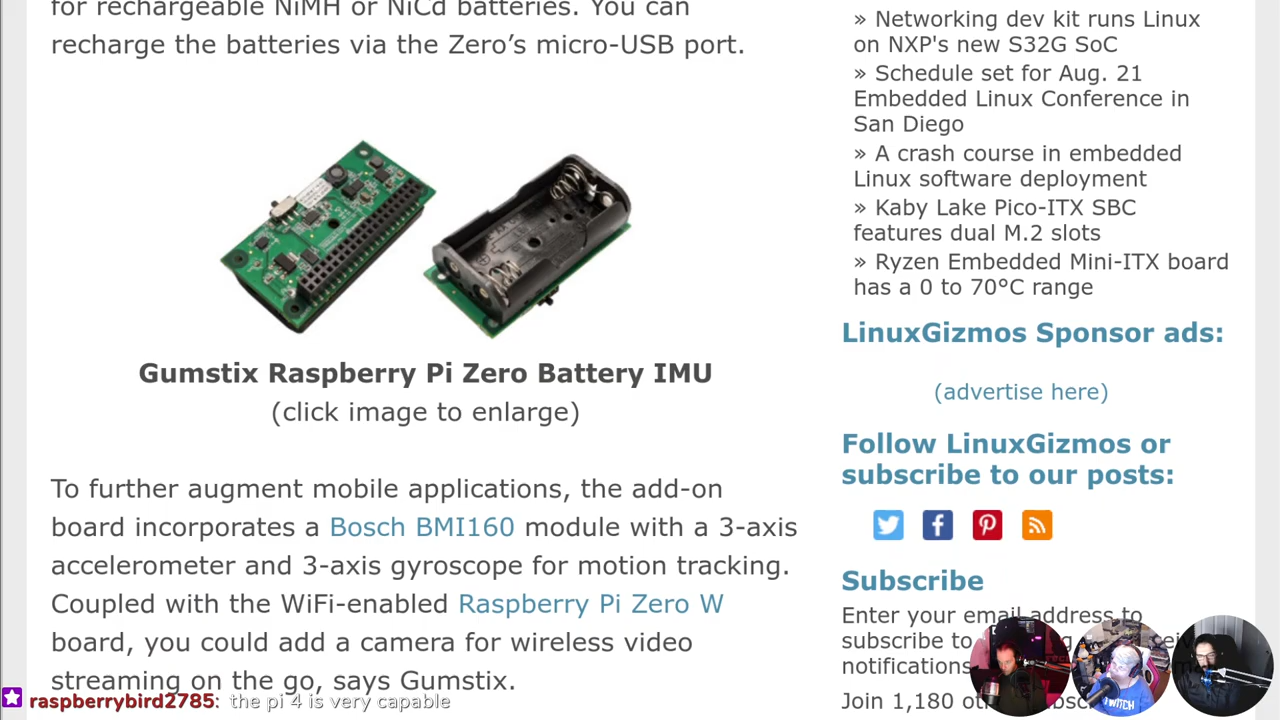 for rechargeable NiMH or NiCd batteries. You can
recharge the batteries via the Zero’s micro-USB port.
Gumstix Raspberry Pi Zero Battery IMU
(click image to enlarge)
To further augment mobile applications, the add-on
board incorporates a Bosch BMI160 module with a 3-axis
accelerometer and 3-axis gyroscope for motion tracking.
Coupled with the WiFi-enabled Raspberry Pi Zero W
board, you could add a camera for wireless video
streaming on the go, says Gumstix.
» Networking dev kit runs Linux
on NXP's new S32G SoC
» Schedule set for Aug. 21
Embedded Linux Conference in
San Diego
» A crash course in embedded
Linux software deployment
» Kaby Lake Pico-ITX SBC
features dual M.2 slots
» Ryzen Embedded Mini-ITX board
has a 0 to 70°C range
LinuxGizmos Sponsor ads:
(advertise here)
Follow LinuxGizmos or
subscribe to our posts:
Subscribe
Enter your email address to
subscribe to
notifications
Join 1,180
raspberrybird2785: the pi 4 is very capable